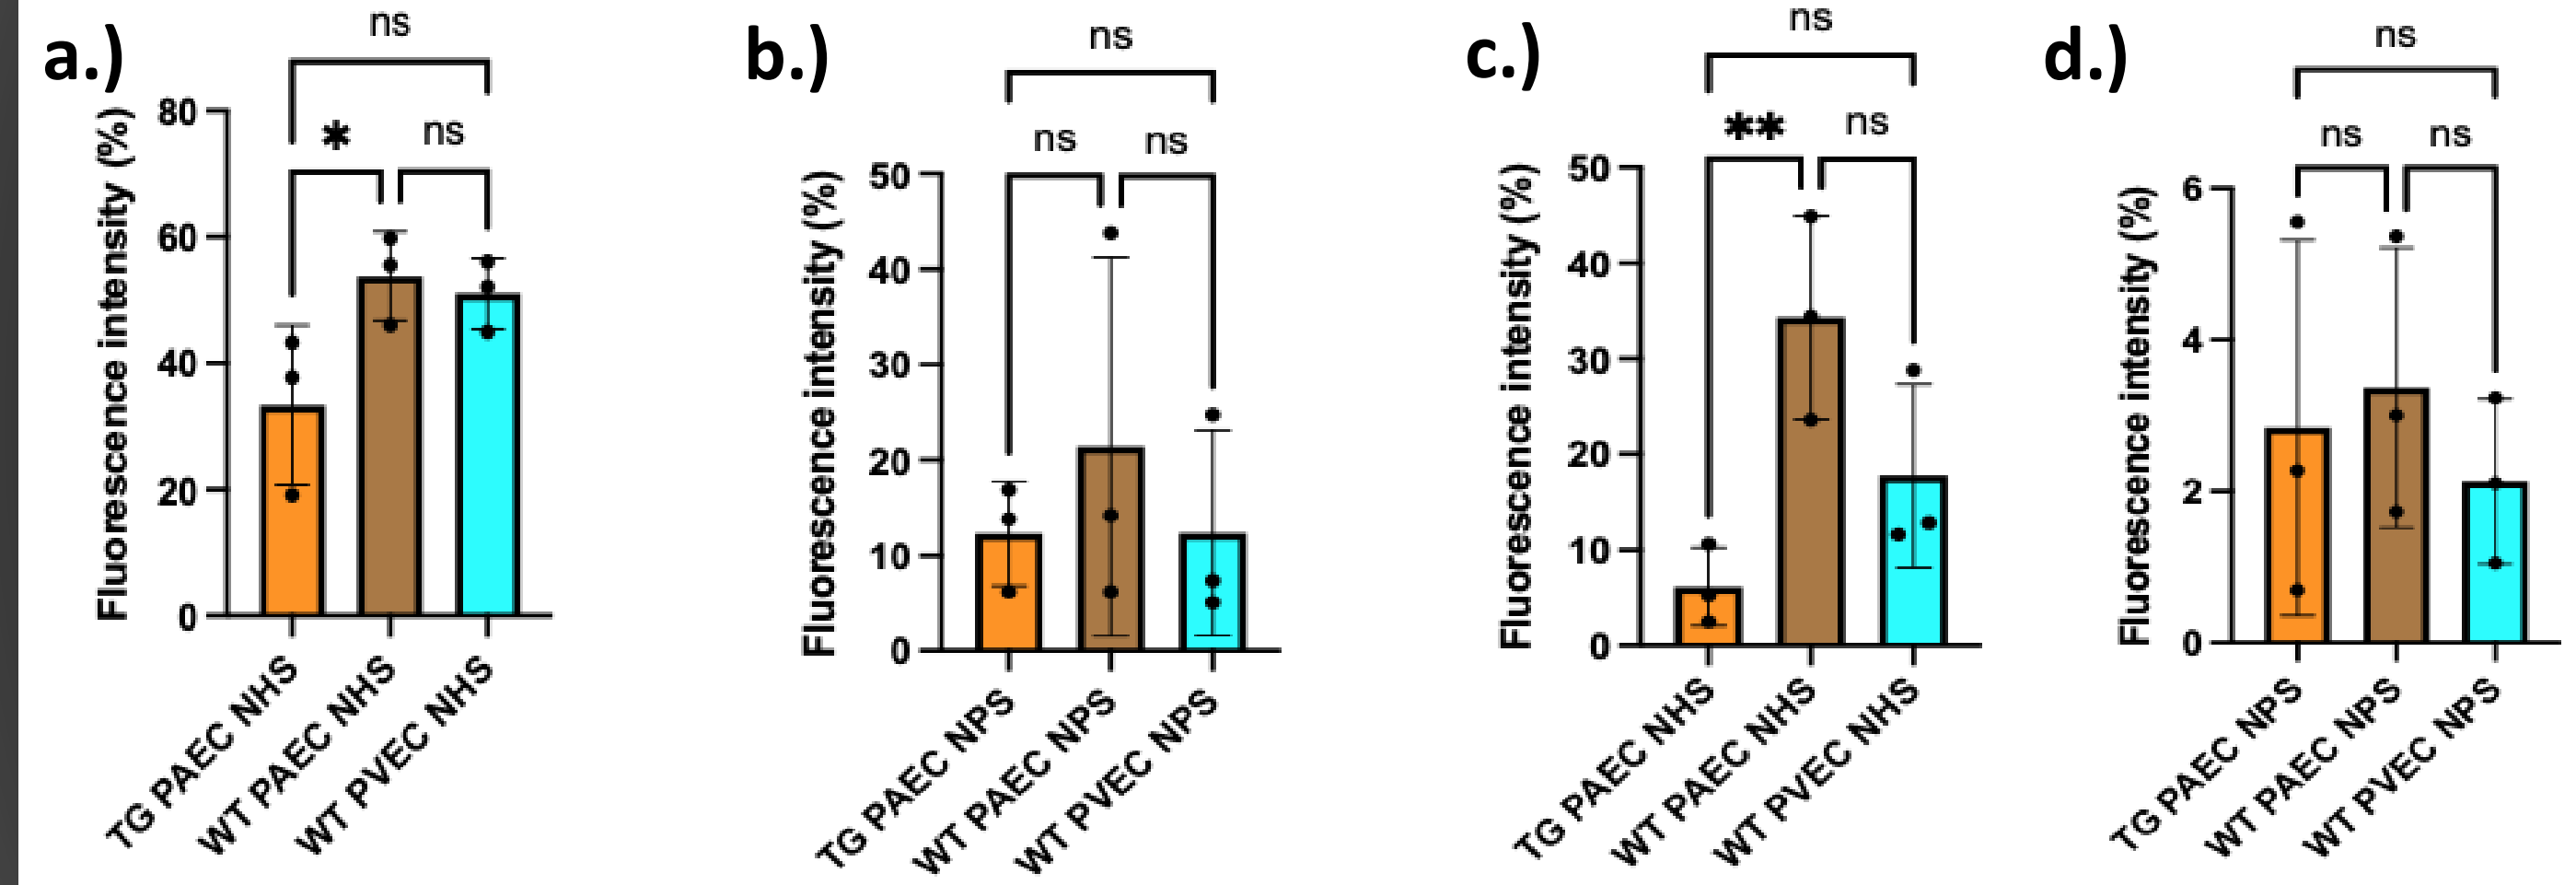 a.)
ns
* ns
Fluorescence intensity (%)
80
60
40
20
0
TG PAEC NHS
WT PAEC NHS
WT PVEC NHS
b.)
ns
ns ns
Fluorescence intensity (%)
50
40
30
20
10
0
TG PAEC NPS
WT PAEC NPS
WT PVEC NPS
c.)
ns
** ns
Fluorescence intensity (%)
50
40
30
20
10
0
TG PAEC NHS
WT PAEC NHS
WT PVEC NHS
d.)
ns
ns ns
Fluorescence intensity (%)
6
4
2
0
TG PAEC NPS
WT PAEC NPS
WT PVEC NPS